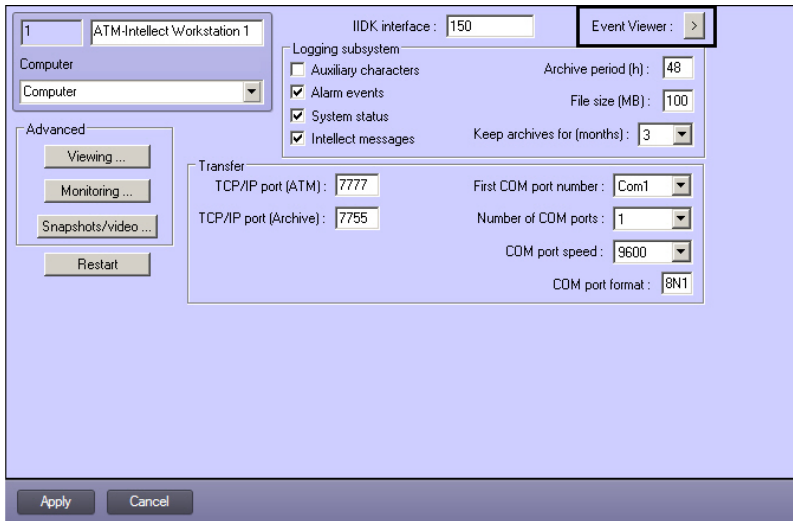 1
ATM-Intellect Workstation 1
Computer
Computer
IIDK interface : 150
Event Viewer : >
Logging subsystem
Auxiliary characters
Alarm events
System status
Intellect messages
Archive period (h) : 48
File size (MB) : 100
Keep archives for (months) : 3
Advanced
Viewing ...
Monitoring ...
Snapshots/video ...
Restart
Transfer
TCP/IP port (ATM) : 7777
TCP/IP port (Archive) : 7755
First COM port number : Com1
Number of COM ports : 1
COM port speed : 9600
COM port format : 8N1
Apply
Cancel